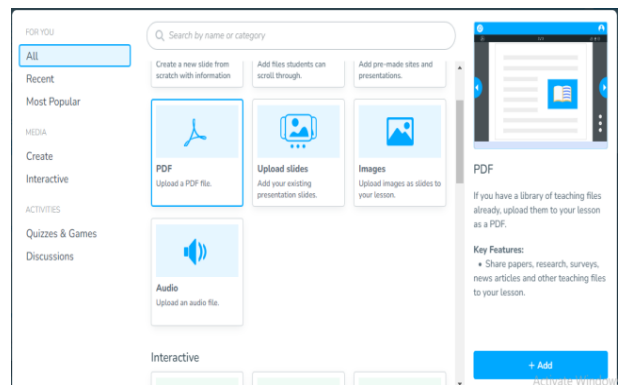 FOR YOU
All
Recent
Most Popular
MEDIA
Create
Interactive
ACTIVITIES
Quizzes & Games
Discussions
Search by name or category
Create a new slide from
scratch with information
Add files students can
scroll through.
Add pre-made sites and
presentations.
PDF
Upload a PDF file.
Upload slides
Add your existing
presentation slides.
Images
Upload images as slides to
your lesson.
Audio
Upload an audio file.
Interactive
PDF
If you have a library of teaching files
already, upload them to your lesson
as a PDF.
Key Features:
• Share papers, research, surveys,
news articles and other teaching files
to your lesson.
+ Add
Activate Window